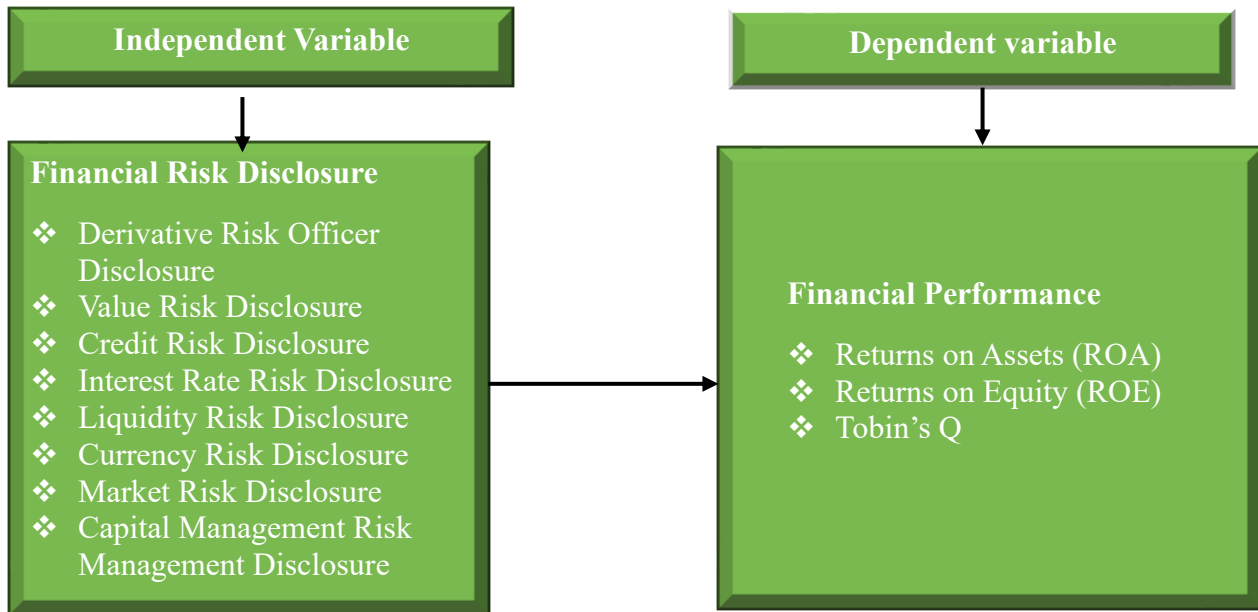 Independent Variable
Dependent variable
Financial Risk Disclosure
❖ Derivative Risk Officer
Disclosure
❖ Value Risk Disclosure
❖ Credit Risk Disclosure
❖ Interest Rate Risk Disclosure
❖ Liquidity Risk Disclosure
❖ Currency Risk Disclosure
❖ Market Risk Disclosure
❖ Capital Management Risk
Management Disclosure
Financial Performance
❖ Returns on Assets (ROA)
❖ Returns on Equity (ROE)
❖ Tobin’s Q